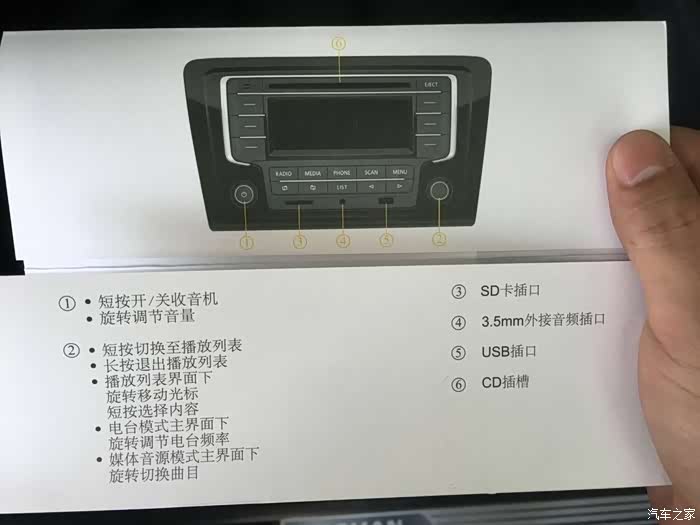 ⑥
EJECT
RADIO MEDIA PHONE SCAN MENU
LIST
① ③ ④ ⑤ ②
① • 短按开/关收音机
• 旋转调节音量
② • 短按切换至播放列表
• 长按退出播放列表
• 播放列表界面下
旋转移动光标
短按选择内容
• 电台模式主界面下
旋转调节电台频率
• 媒体音源模式主界面下
旋转切换曲目
③ SD卡插口
④ 3.5mm外接音频插口
⑤ USB插口
⑥ CD插槽
汽车之家